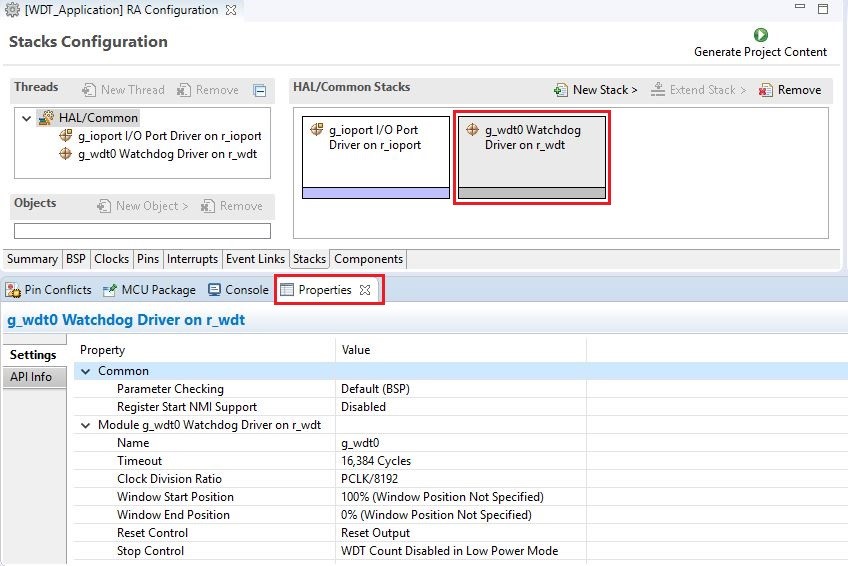 [WDT_Application] RA Configuration
Stacks Configuration
Generate Project Content
Threads
New Thread
Remove
HAL/Common Stacks
New Stack >
Extend Stack >
Remove
HAL/Common
g_ioport I/O Port Driver on r_ioport
g_wdt0 Watchdog Driver on r_wdt
g_ioport I/O Port
Driver on r_ioport
g_wdt0 Watchdog
Driver on r_wdt
Objects
New Object >
Remove
Summary BSP Clocks Pins Interrupts Event Links Stacks Components
Pin Conflicts MCU Package Console Properties
g_wdt0 Watchdog Driver on r_wdt
Settings
API Info
Property Value
Common
Parameter Checking Default (BSP)
Register Start NMI Support Disabled
Module g_wdt0 Watchdog Driver on r_wdt
Name g_wdt0
Timeout 16,384 Cycles
Clock Division Ratio PCLK/8192
Window Start Position 100% (Window Position Not Specified)
Window End Position 0% (Window Position Not Specified)
Reset Control Reset Output
Stop Control WDT Count Disabled in Low Power Mode